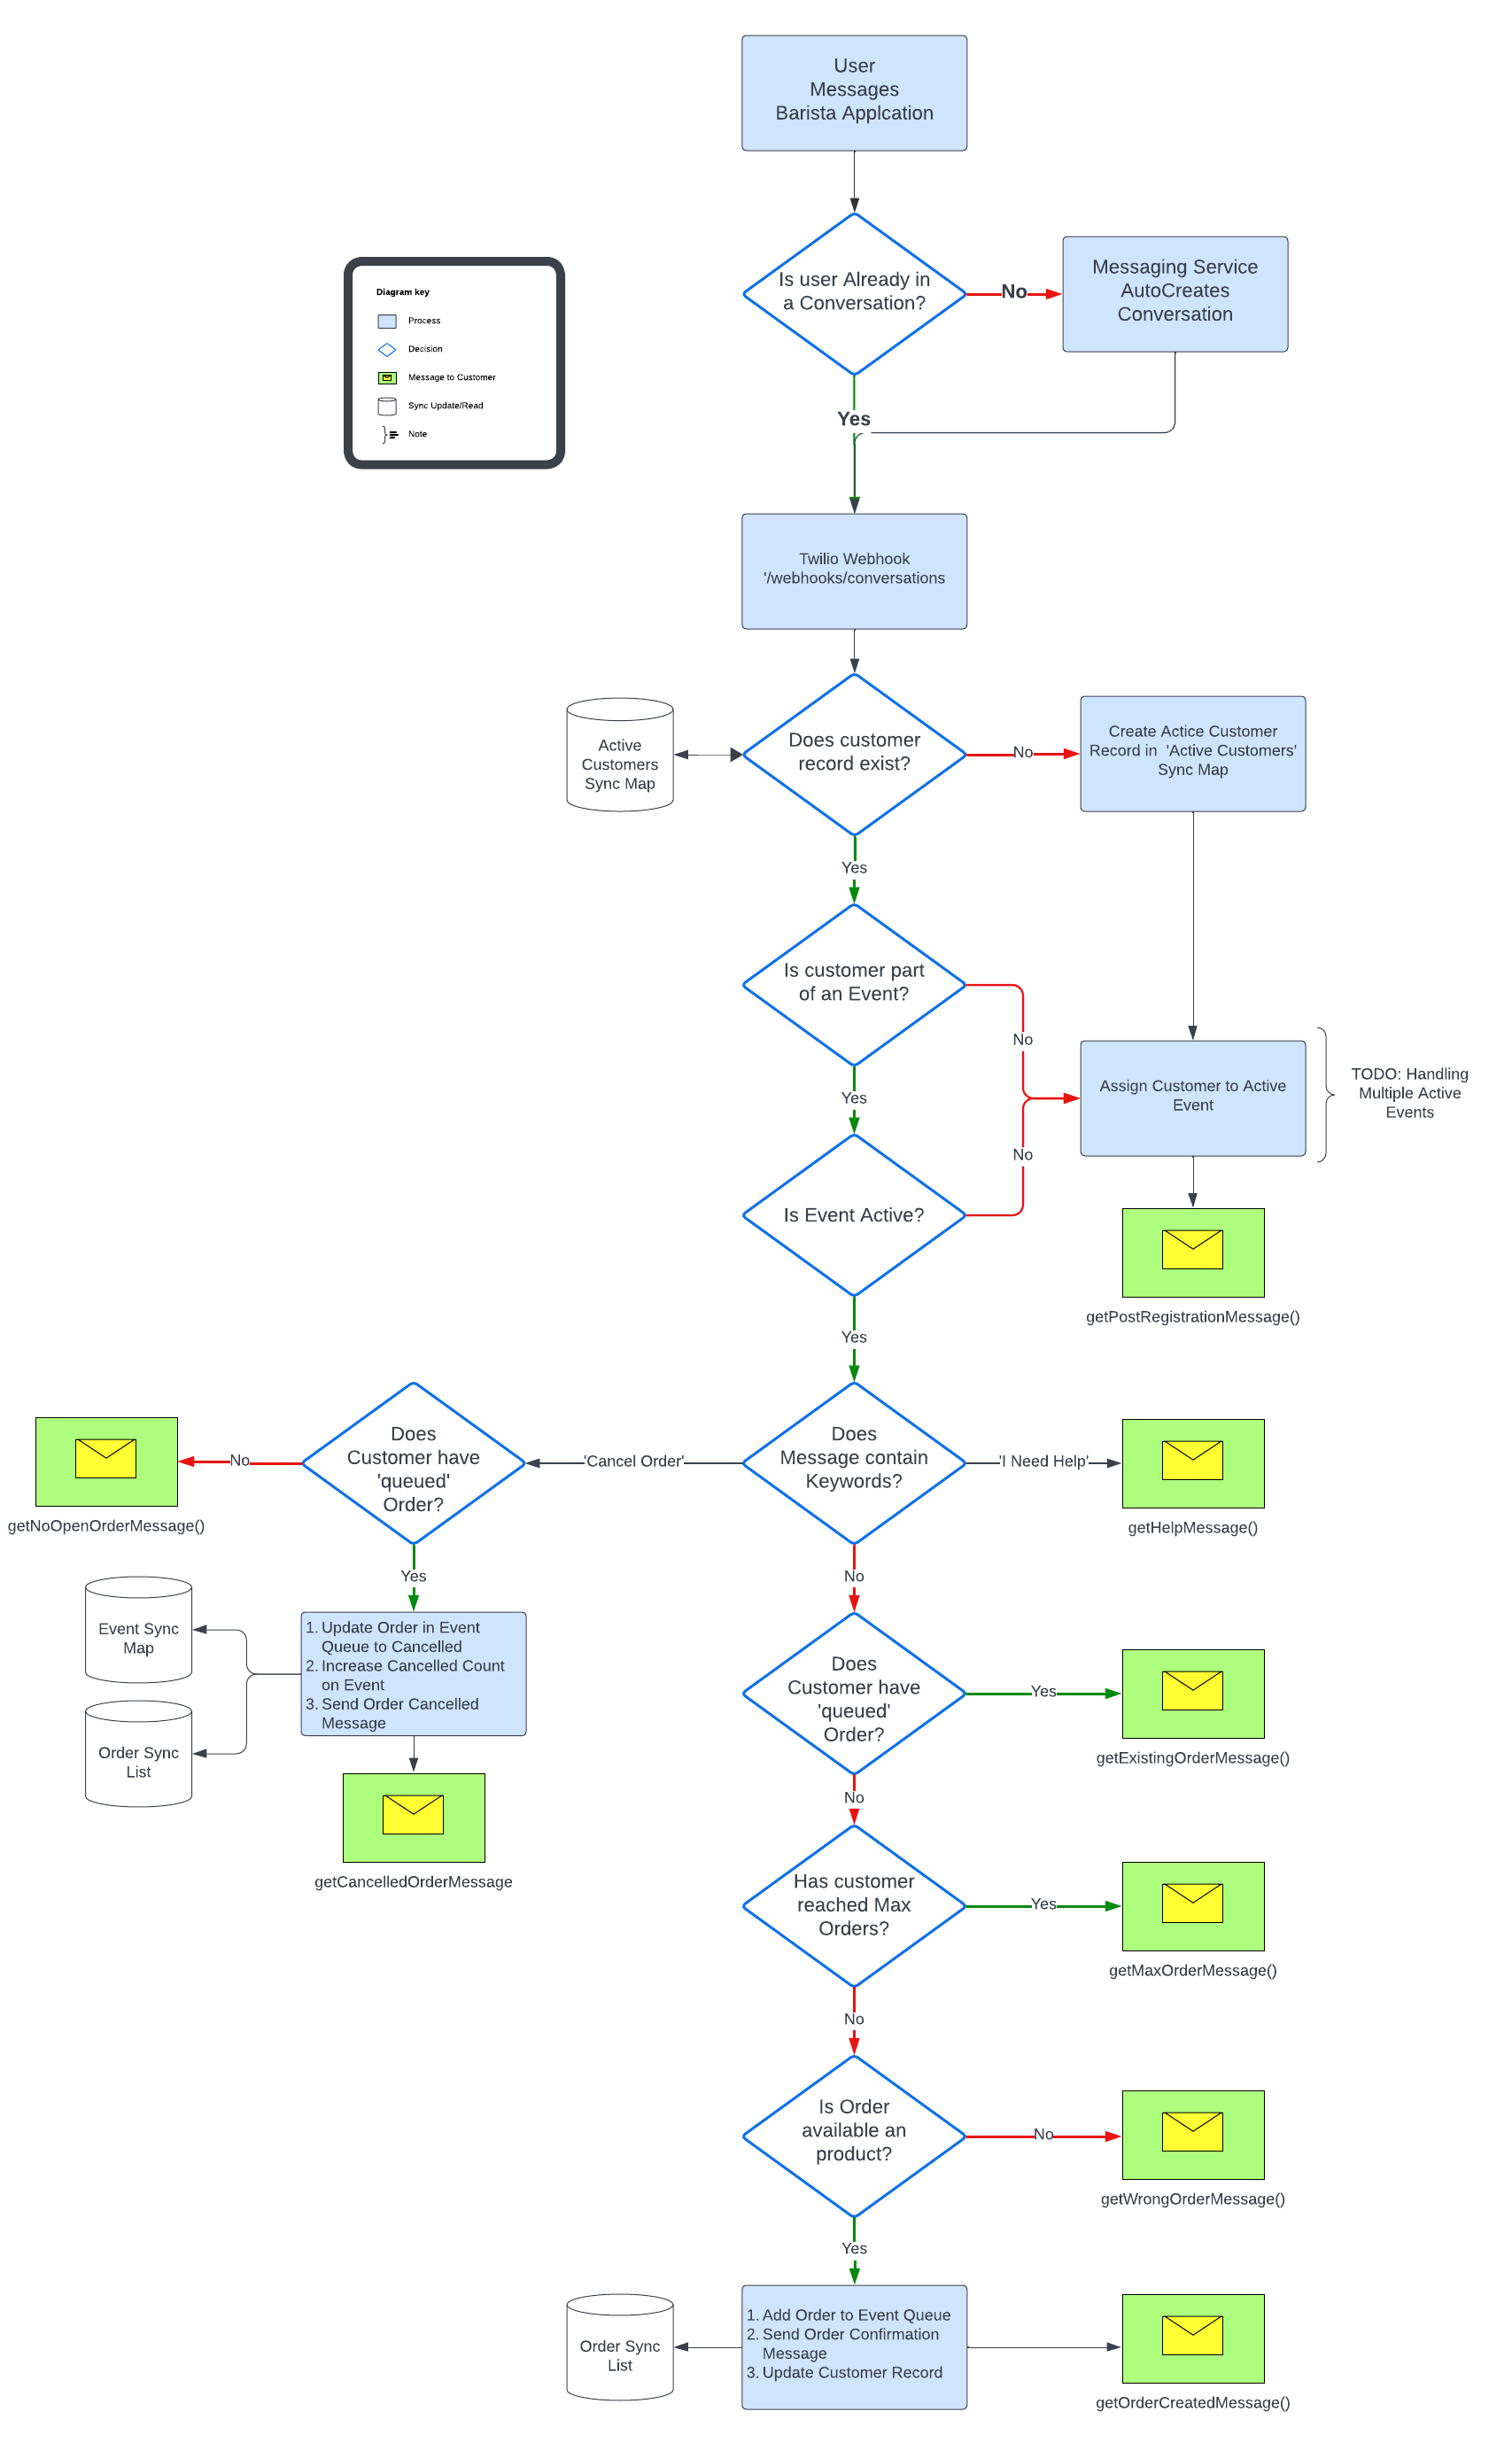 User
Messages
Barista Applcation
Is user Already in
a Conversation?
No
Messaging Service
AutoCreates
Conversation
Diagram key
Process
Decision
Message to Customer
Sync Update/Read
Note
Yes
Twilio Webhook
'/webhooks/conversations
Active
Customers
Sync Map
Does customer
record exist?
No
Create Actice Customer
Record in 'Active Customers'
Sync Map
Yes
Is customer part
of an Event?
No
Yes
Assign Customer to Active
Event
TODO: Handling
Multiple Active
Events
No
Is Event Active?
getPostRegistrationMessage()
Yes
No
Does
Customer have
'queued'
Order?
'Cancel Order'
Does
Message contain
Keywords?
'I Need Help'
getNoOpenOrderMessage()
getHelpMessage()
Yes
No
Event Sync
Map
Order Sync
List
1. Update Order in Event
Queue to Cancelled
2. Increase Cancelled Count
on Event
3. Send Order Cancelled
Message
Does
Customer have
'queued'
Order?
Yes
getExistingOrderMessage()
No
getCancelledOrderMessage
Has customer
reached Max
Orders?
Yes
getMaxOrderMessage()
No
Is Order
available an
product?
No
getWrongOrderMessage()
Yes
Order Sync
List
1. Add Order to Event Queue
2. Send Order Confirmation
Message
3. Update Customer Record
getOrderCreatedMessage()